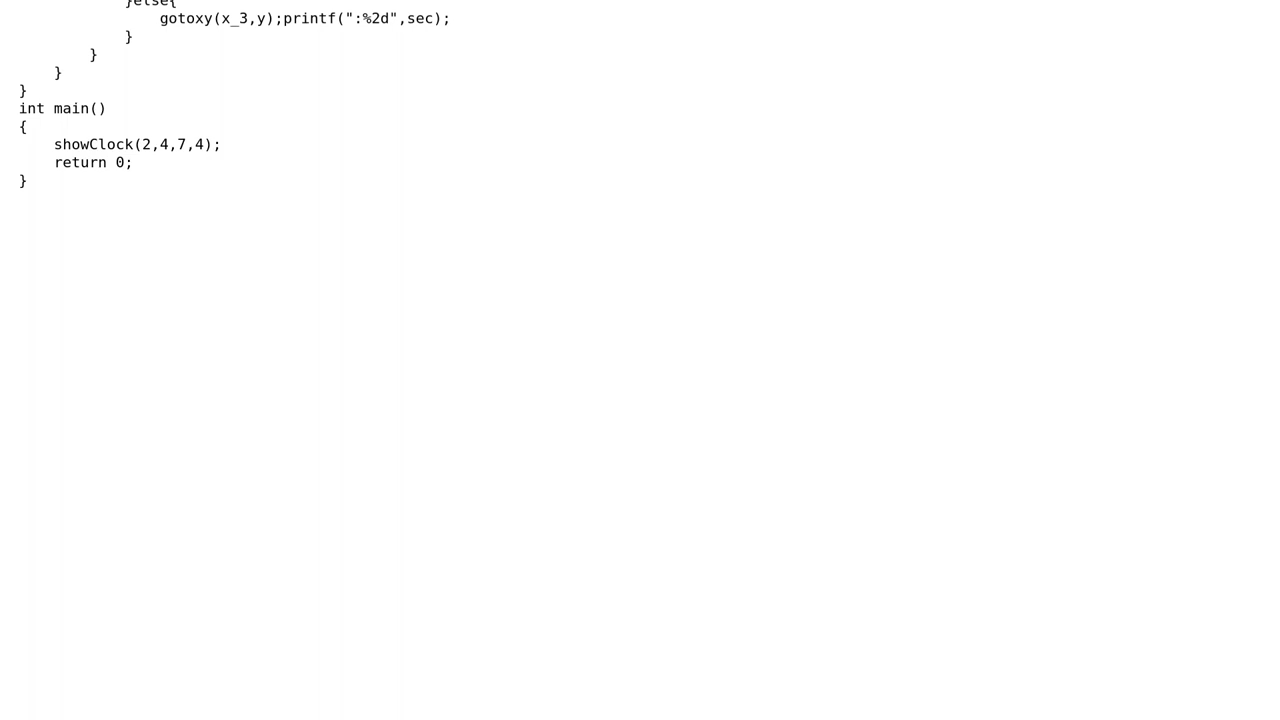 }else{
gotoxy(x_3,y);printf(":%2d",sec);
}
}
}
}
int main()
{
showClock(2,4,7,4);
return 0;
}